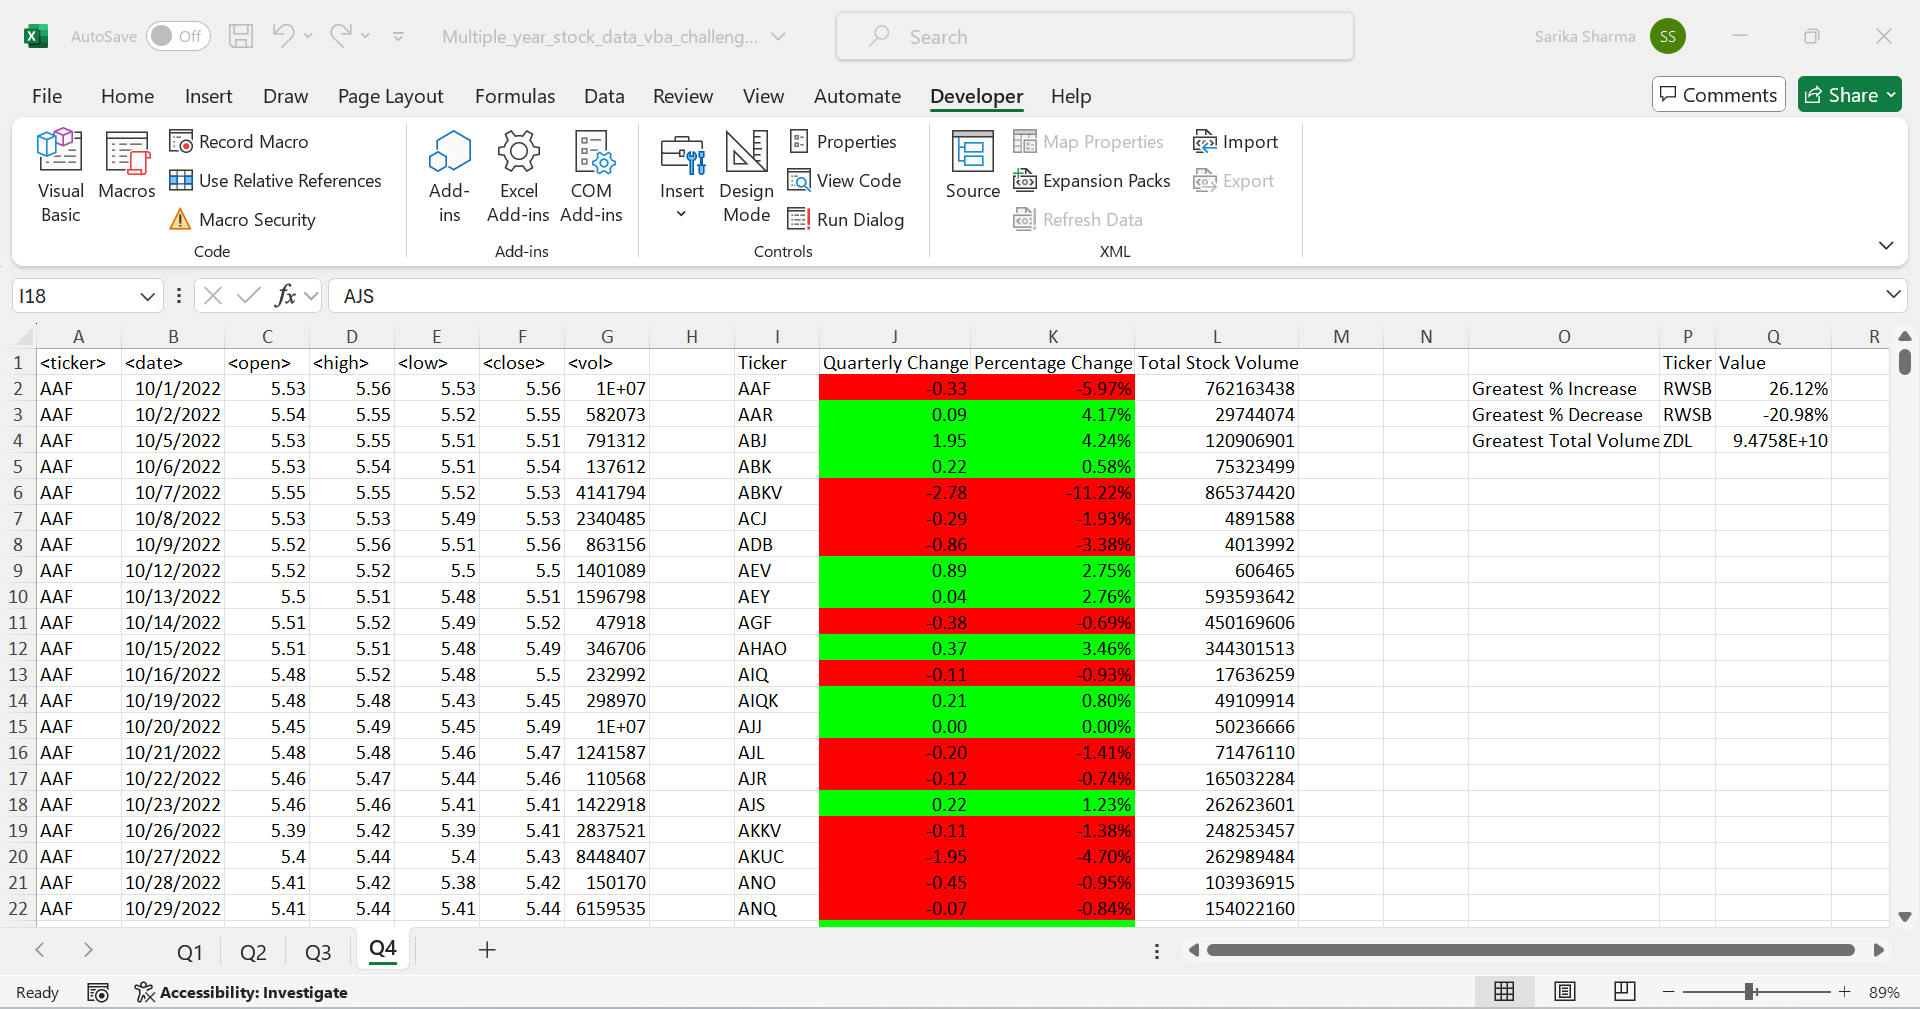 AutoSave Off Multiple_year_stock_data_vba_challeng... Search Sarika Sharma SS
File Home Insert Draw Page Layout Formulas Data Review View Automate Developer Help Comments Share
Visual Basic Macros Record Macro Use Relative References Macro Security Code
Add-ins Excel Add-ins COM Add-ins Add-ins
Insert Design Mode Properties View Code Run Dialog Controls
Source Map Properties Expansion Packs Refresh Data Import Export XML
I18 fx AJS
A B C D E F G H I J K L M N O P Q R
1 <ticker> <date> <open> <high> <low> <close> <vol> Ticker Quarterly Change Percentage Change Total Stock Volume Ticker Value
2 AAF 10/1/2022 5.53 5.56 5.53 5.56 1E+07 AAF -0.33 -5.97% 762163438 Greatest % Increase RWSB 26.12%
3 AAF 10/2/2022 5.54 5.55 5.52 5.55 582073 AAR 0.09 4.17% 29744074 Greatest % Decrease RWSB -20.98%
4 AAF 10/5/2022 5.53 5.55 5.51 5.51 791312 ABJ 1.95 4.24% 120906901 Greatest Total Volume ZDL 9.4758E+10
5 AAF 10/6/2022 5.53 5.54 5.51 5.54 137612 ABK 0.22 0.58% 75323499
6 AAF 10/7/2022 5.55 5.55 5.52 5.53 4141794 ABKV -2.78 -11.22% 865374420
7 AAF 10/8/2022 5.53 5.53 5.49 5.53 2340485 ACJ -0.29 -1.93% 4891588
8 AAF 10/9/2022 5.52 5.56 5.51 5.56 863156 ADB -0.86 -3.38% 4013992
9 AAF 10/12/2022 5.52 5.52 5.5 5.5 1401089 AEV 0.89 2.75% 606465
10 AAF 10/13/2022 5.5 5.51 5.48 5.51 1596798 AEY 0.04 2.76% 593593642
11 AAF 10/14/2022 5.51 5.52 5.49 5.52 47918 AGF -0.38 -0.69% 450169606
12 AAF 10/15/2022 5.51 5.51 5.48 5.49 346706 AHAO 0.37 3.46% 344301513
13 AAF 10/16/2022 5.48 5.52 5.48 5.5 232992 AIQ -0.11 -0.93% 17636259
14 AAF 10/19/2022 5.48 5.48 5.43 5.45 298970 AIQK 0.21 0.80% 49109914
15 AAF 10/20/2022 5.45 5.49 5.45 5.49 1E+07 AJJ 0.00 0.00% 50236666
16 AAF 10/21/2022 5.48 5.48 5.46 5.47 1241587 AJL -0.20 -1.41% 71476110
17 AAF 10/22/2022 5.46 5.47 5.44 5.46 110568 AJR -0.12 -0.74% 165032284
18 AAF 10/23/2022 5.46 5.46 5.41 5.41 1422918 AJS 0.22 1.23% 262623601
19 AAF 10/26/2022 5.39 5.42 5.39 5.41 2837521 AKKV -0.11 -1.38% 248253457
20 AAF 10/27/2022 5.4 5.44 5.4 5.43 8448407 AKUC -1.95 -4.70% 262989484
21 AAF 10/28/2022 5.41 5.42 5.38 5.42 150170 ANO -0.45 -0.95% 103936915
22 AAF 10/29/2022 5.41 5.44 5.41 5.44 6159535 ANQ -0.07 -0.84% 154022160
Q1 Q2 Q3 Q4
Ready Accessibility: Investigate 89%